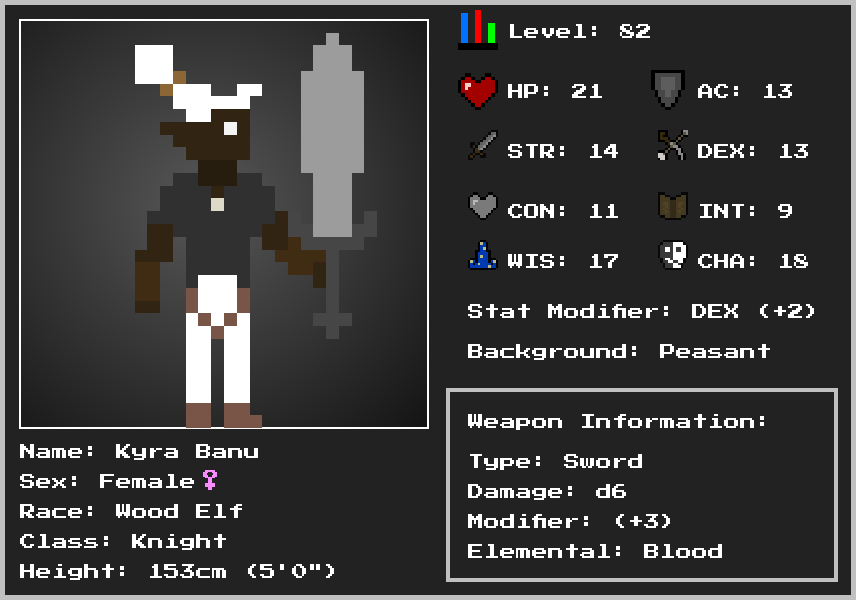 Level: 82
HP: 21
AC: 13
STR: 14
DEX: 13
CON: 11
INT: 9
WIS: 17
CHA: 18
Stat Modifier: DEX (+2)
Background: Peasant
Weapon Information:
Type: Sword
Damage: d6
Modifier: (+3)
Elemental: Blood
Name: Kyra Banu
Sex: Female♀
Race: Wood Elf
Class: Knight
Height: 153cm (5'0")